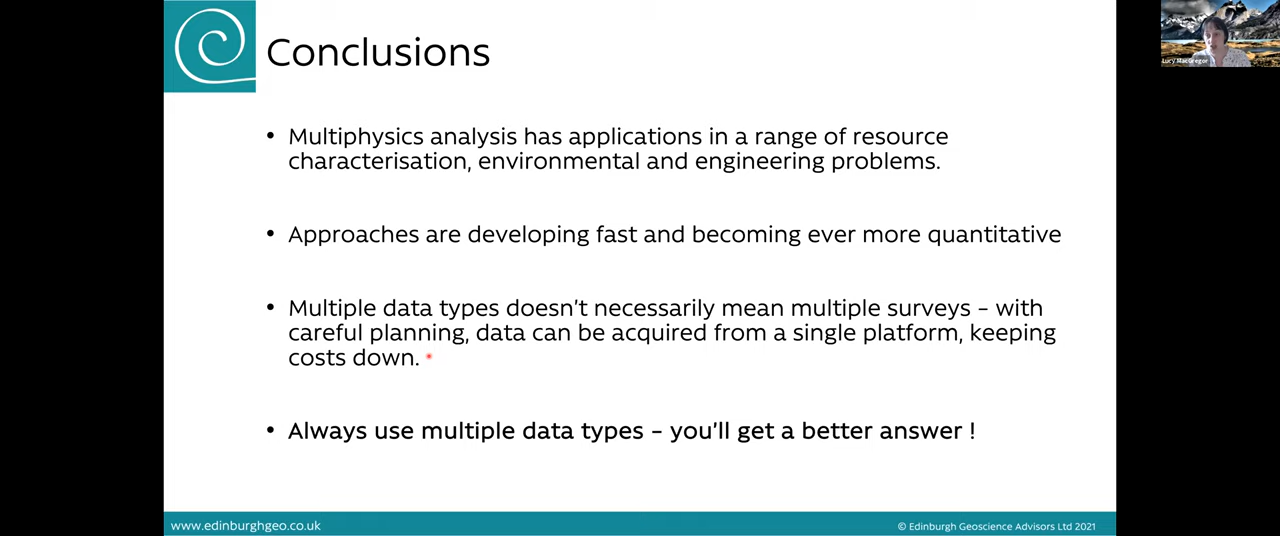 Conclusions
Lucy MacGregor
• Multiphysics analysis has applications in a range of resource
characterisation, environmental and engineering problems.
• Approaches are developing fast and becoming ever more quantitative
• Multiple data types doesn't necessarily mean multiple surveys – with
careful planning, data can be acquired from a single platform, keeping
costs down.
• Always use multiple data types – you'll get a better answer !
www.edinburghgeo.co.uk
© Edinburgh Geoscience Advisors Ltd 2021